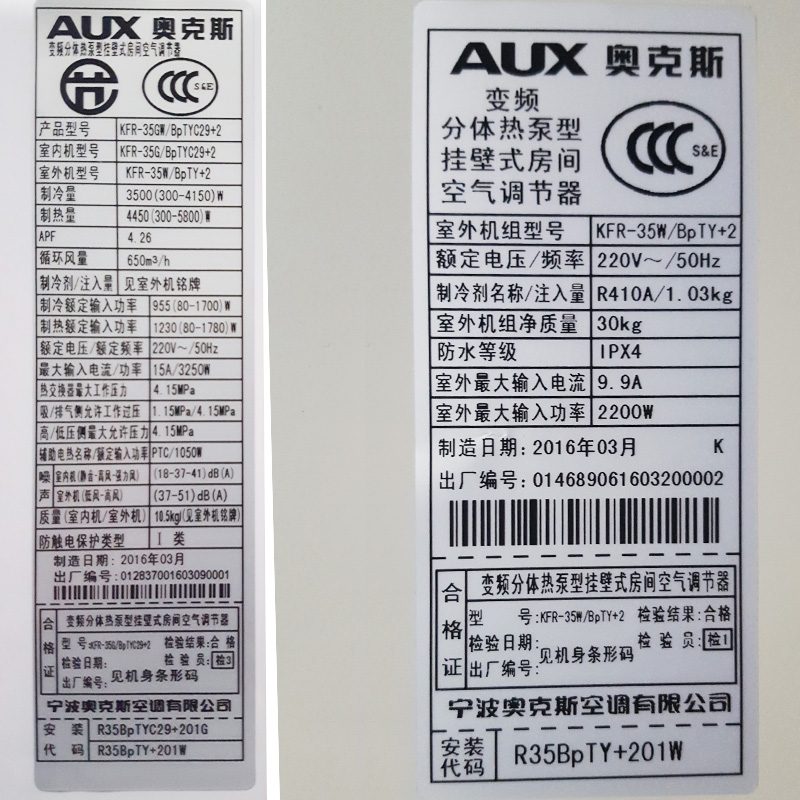 AUX 奥克斯
变频分体热泵型挂壁式房间空气调节器
CCC S&E
产品型号 KFR-35GW/BpTYC29+2
室内机型号 KFR-35G/BpTYC29+2
室外机型号 KFR-35W/BpTY+2
制冷量 3500(300-4150)W
制热量 4450(300-5800)W
APF 4.26
循环风量 650m³/h
制冷剂/注入量 见室外机铭牌
制冷额定输入功率 955(80-1700)W
制热额定输入功率 1230(80-1780)W
额定电压/额定频率 220V～/50Hz
最大输入电流/功率 15A/3250W
热交换器最大工作压力 4.15MPa
吸/排气侧允许工作过压 1.15MPa/4.15MPa
高/低压侧最大允许压力 4.15MPa
辅助电热名称/额定输入功率 PTC/1050W
噪声 室内机(静音-高风-强力风) (18-37-41)dB(A)
室外机(低风-高风) (37-51)dB(A)
质量(室内机/室外机) 10.5kg/(见室外机铭牌)
防触电保护类型 I 类
制造日期: 2016年03月
出厂编号: 012837001603090001
合格证
变频分体热泵型挂壁式房间空气调节器
型 号:KFR-35G/BpTYC29+2 检验结果: 合 格
检验日期: 检 验 员: 检3
出厂编号: 见机身条形码
宁波奥克斯空调有限公司
安装代码 R35BpTYC29+201G
R35BpTY+201W
AUX 奥克斯
变频
分体热泵型
挂壁式房间
空气调节器
CCC S&E
室外机组型号 KFR-35W/BpTY+2
额定电压/频率 220V～/50Hz
制冷剂名称/注入量 R410A/1.03kg
室外机组净质量 30kg
防水等级 IPX4
室外最大输入电流 9.9A
室外最大输入功率 2200W
制造日期: 2016年03月 K
出厂编号: 014689061603200002
合格证
变频分体热泵型挂壁式房间空气调节器
型 号:KFR-35W/BpTY+2 检验结果: 合格
检验日期: 检 验 员: 检1
出厂编号: 见机身条形码
宁波奥克斯空调有限公司
安装代码 R35BpTY+201W